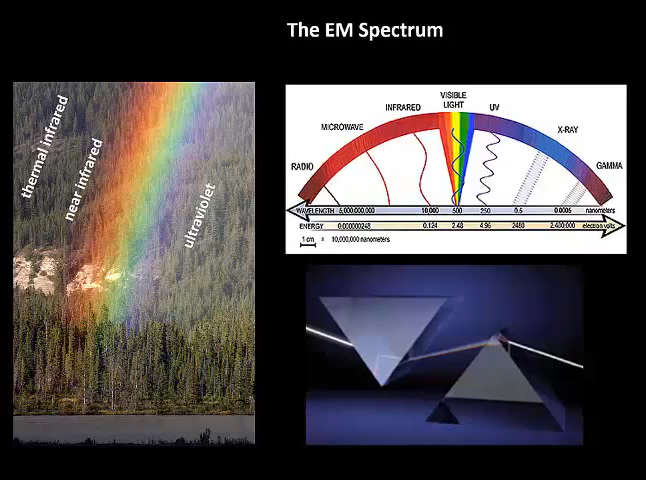 The EM Spectrum
thermal infrared
near infrared
ultraviolet
RADIO
MICROWAVE
INFRARED
VISIBLE
LIGHT
UV
X-RAY
GAMMA
WAVELENGTH 5,000,000,000 10,000 500 250 0.5 0.0005 nanometers
ENERGY 0.000000248 0.124 2.48 4.96 2480 2,480,000 electron volts
1 cm = 10,000,000 nanometers